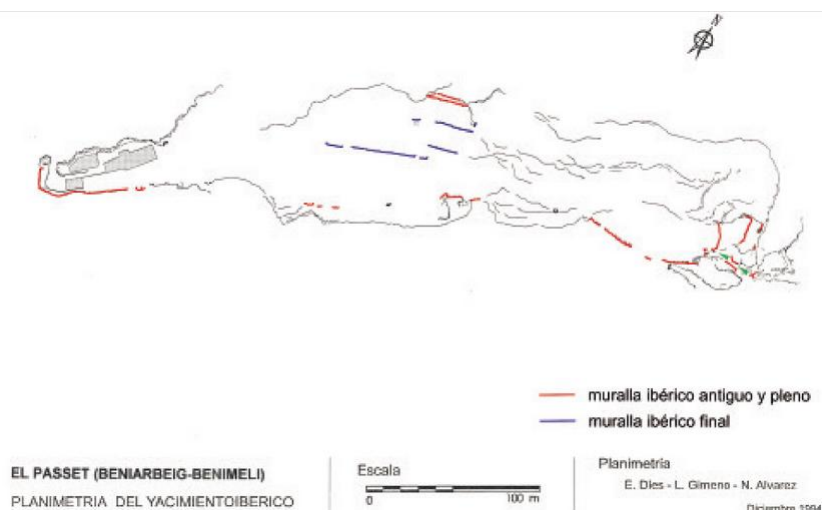 N
muralla ibérico antiguo y pleno
muralla ibérico final
EL PASSET (BENIARBEIG-BENIMELI)
PLANIMETRIA DEL YACIMIENTOIBERICO
Escala
0 100 m
Planimetria
E. Dies - L. Gimeno - N. Alvarez
Diciembre 1994